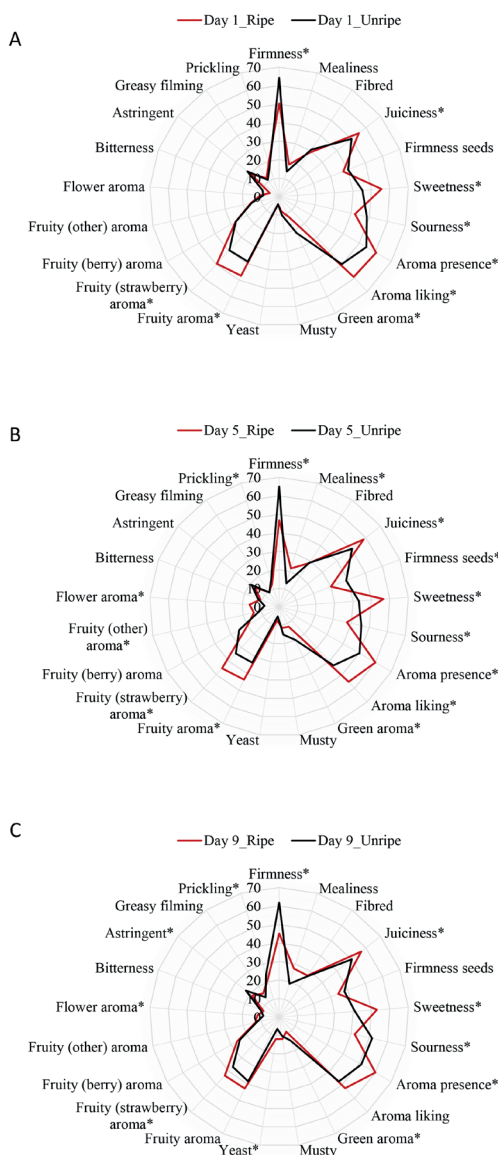 A
Day 1_Ripe
Day 1_Unripe
Firmness*
Mealiness
Fibred
Juiciness*
Firmness seeds
Sweetness*
Sourness*
Aroma presence*
Aroma liking*
Green aroma*
Musty
Yeast
Fruity aroma*
Fruity (strawberry)
aroma*
Fruity (berry) aroma
Fruity (other) aroma
Flower aroma
Bitterness
Astringent
Greasy filming
Prickling
70
60
50
40
30
20
10
0
B
Day 5_Ripe
Day 5_Unripe
Firmness*
Mealiness*
Fibred
Juiciness*
Firmness seeds*
Sweetness*
Sourness*
Aroma presence*
Aroma liking*
Green aroma*
Musty
Yeast
Fruity aroma*
Fruity (strawberry)
aroma*
Fruity (berry) aroma
Fruity (other)
aroma*
Flower aroma*
Bitterness
Astringent
Greasy filming
Prickling*
70
60
50
40
30
20
10
0
C
Day 9_Ripe
Day 9_Unripe
Firmness*
Mealiness
Fibred
Juiciness*
Firmness seeds
Sweetness*
Sourness*
Aroma presence*
Aroma liking
Green aroma*
Musty
Yeast*
Fruity aroma
Fruity (strawberry)
aroma*
Fruity (berry) aroma
Fruity (other) aroma
Flower aroma*
Bitterness
Astringent*
Greasy filming
Prickling*
70
60
50
40
30
20
10
0